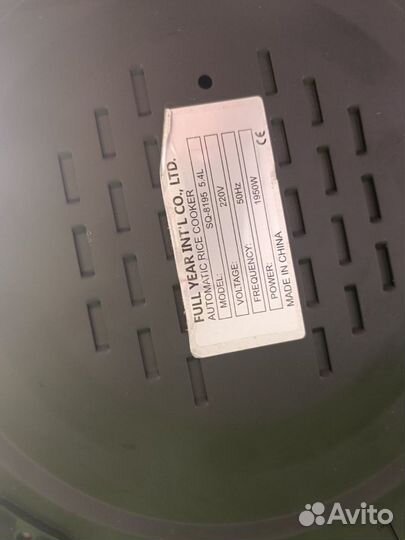 FULL YEAR INT'L CO., LTD.
AUTOMATIC RICE COOKER
MODEL: SQ-8195 5.4L
VOLTAGE: 220V
FREQUENCY: 50Hz
POWER: 1950W
MADE IN CHINA CE
Avito